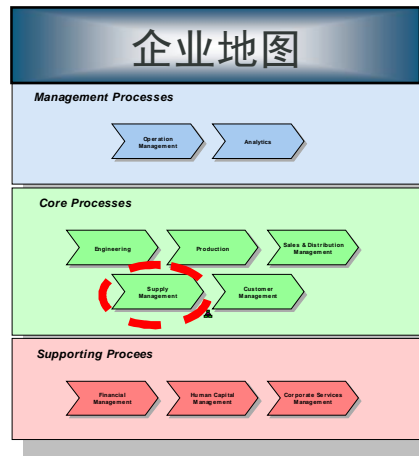 企业地图
Management Processes
Operation
Management
Analytics
Core Processes
Engineering
Production
Sales & Distribution
Management
Supply
Management
Customer
Management
Supporting Procees
Financial
Management
Human Capital
Management
Corporate Services
Management